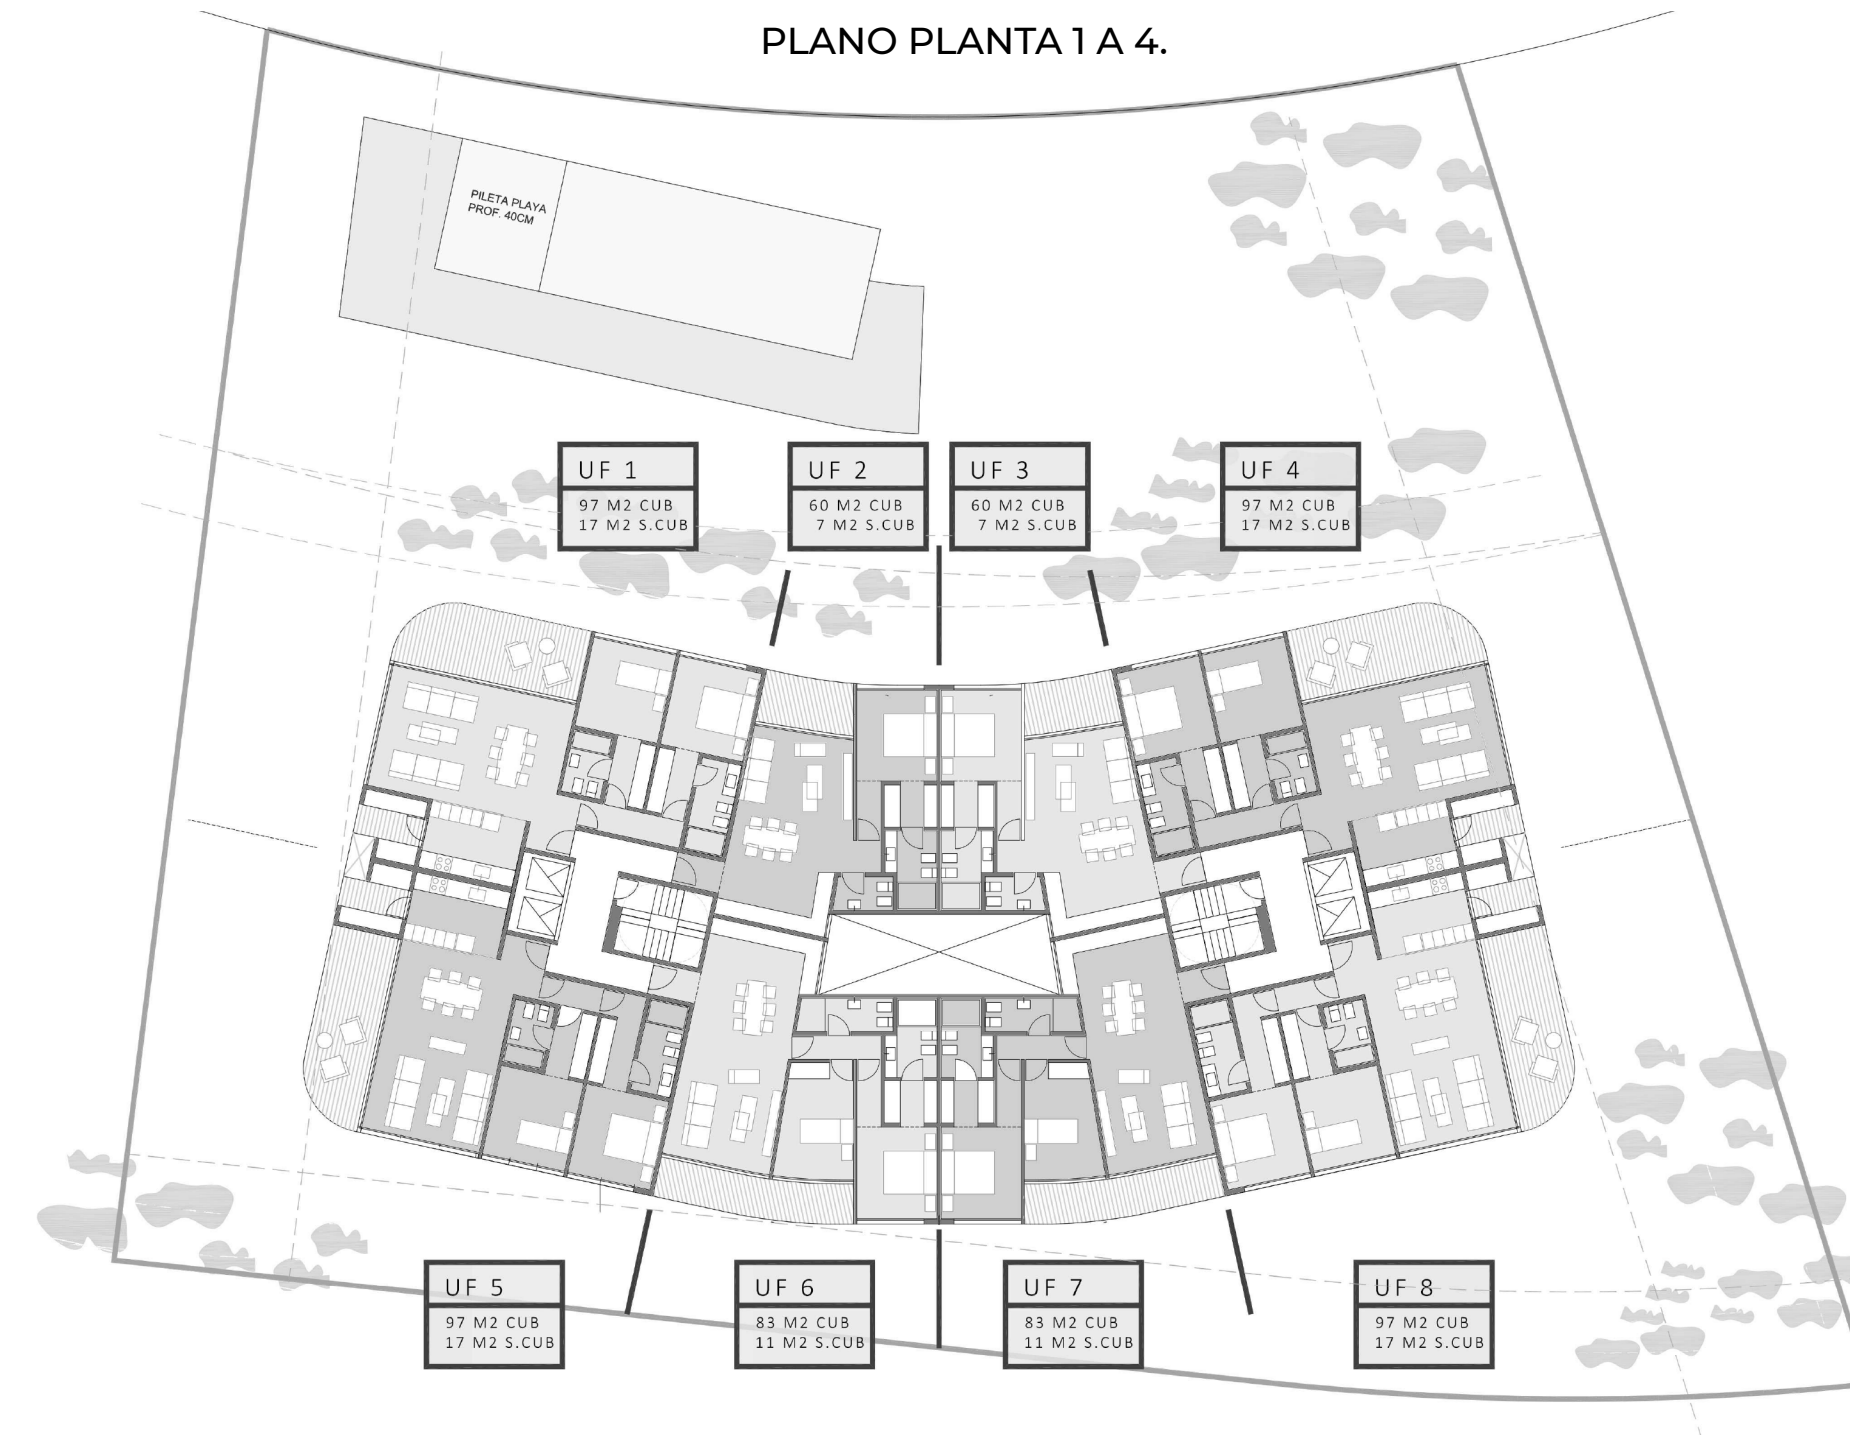 PLANO PLANTA 1 A 4.
PILETA PLAYA
PROF. 40CM
UF 1
97 M2 CUB
17 M2 S.CUB
UF 2
60 M2 CUB
7 M2 S.CUB
UF 3
60 M2 CUB
7 M2 S.CUB
UF 4
97 M2 CUB
17 M2 S.CUB
UF 5
97 M2 CUB
17 M2 S.CUB
UF 6
83 M2 CUB
11 M2 S.CUB
UF 7
83 M2 CUB
11 M2 S.CUB
UF 8
97 M2 CUB
17 M2 S.CUB